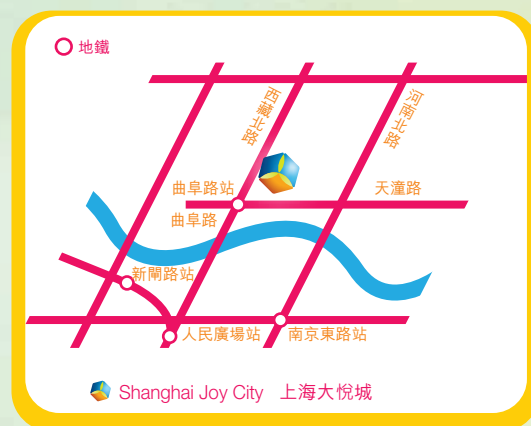 地鐵
西藏北路
河南北路
曲阜路站
天潼路
曲阜路
新閘路站
人民廣場站
南京東路站
Shanghai Joy City 上海大悅城